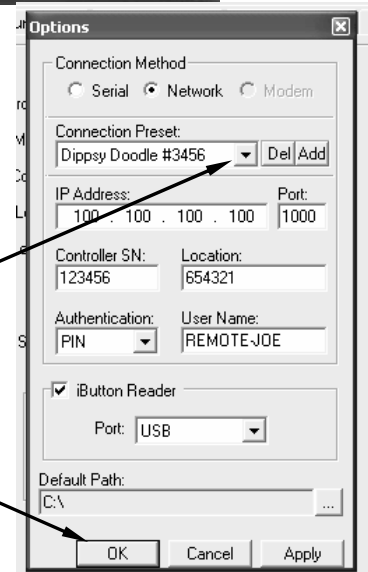 Options
Connection Method
Serial Network Modem
Connection Preset:
Dippsy Doodle #3456 Del Add
IP Address: Port:
100 . 100 . 100 . 100 1000
Controller SN: Location:
123456 654321
Authentication: User Name:
PIN REMOTE-JOE
iButton Reader
Port: USB
Default Path:
C:\ ...
OK Cancel Apply